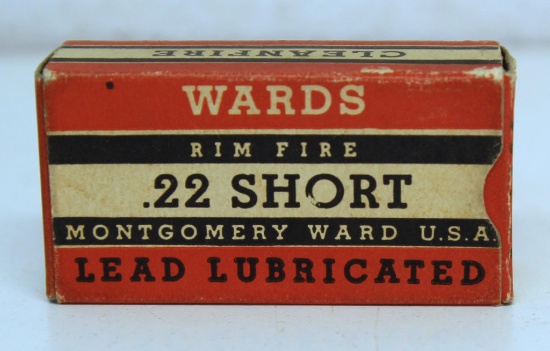 CLEANFIRE
WARDS
RIM FIRE
.22 SHORT
MONTGOMERY WARD U.S.A.
LEAD LUBRICATED